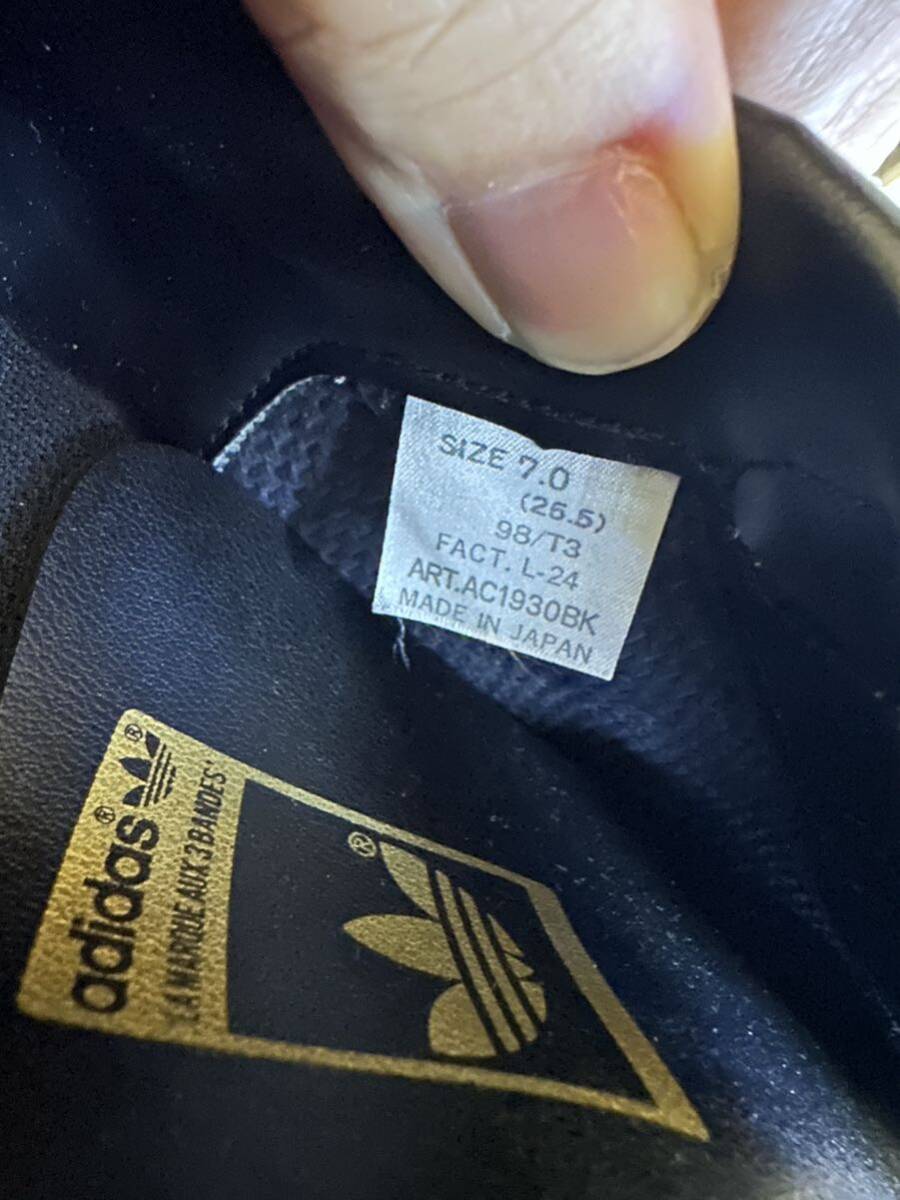 SIZE 7.0
(26.5)
98/T3
FACT. L-24
ART.AC1930BK
MADE IN JAPAN
adidas®
®
LA MARQUE AUX 3 BANDES'
®